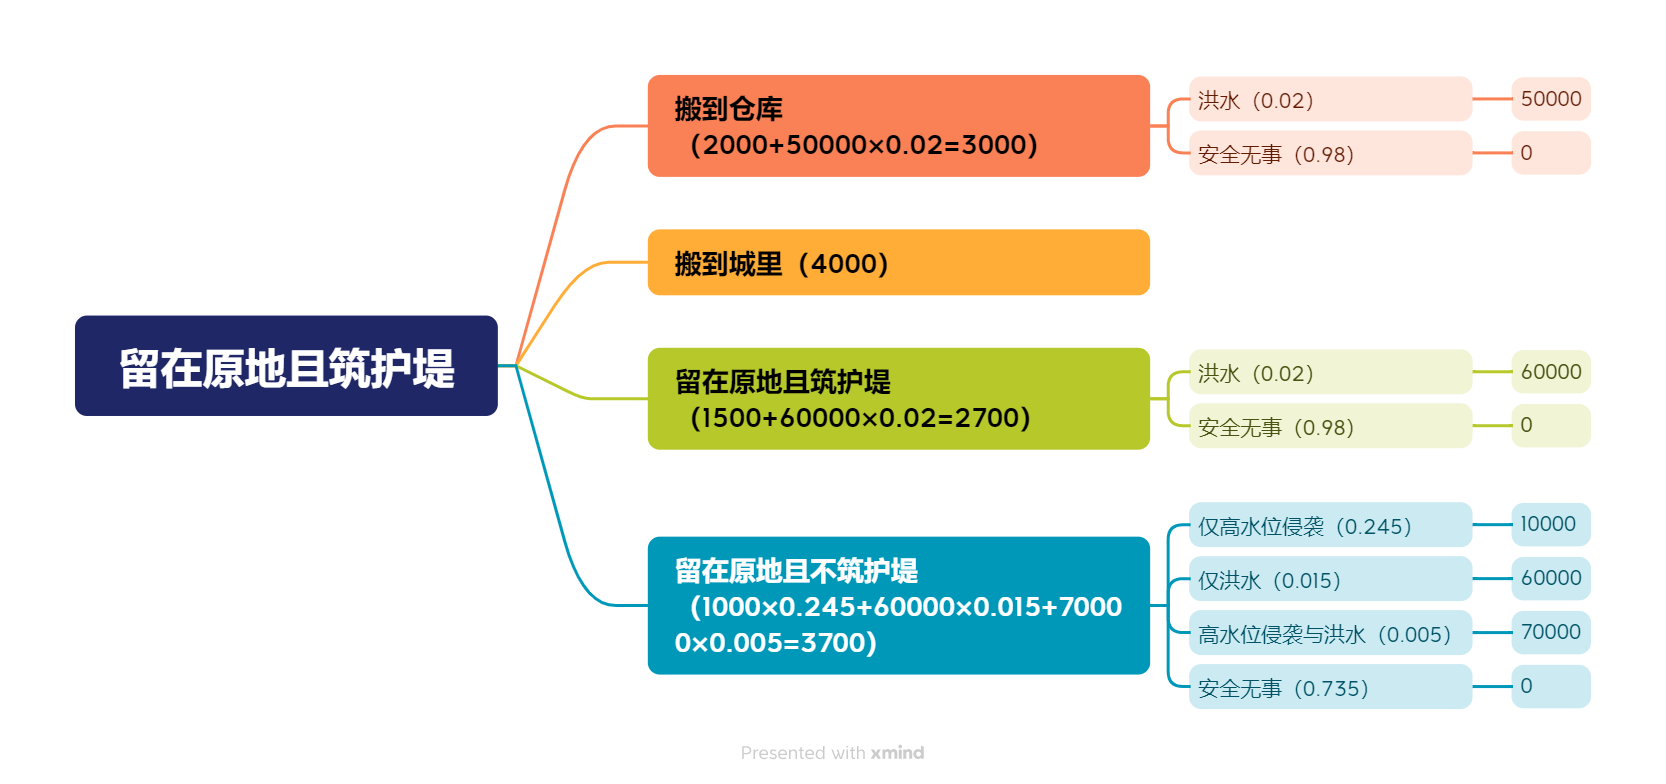 留在原地且筑护堤
搬到仓库
（2000+50000×0.02=3000）
洪水（0.02）
50000
安全无事（0.98）
0
搬到城里（4000）
留在原地且筑护堤
（1500+60000×0.02=2700）
洪水（0.02）
60000
安全无事（0.98）
0
留在原地且不筑护堤
（1000×0.245+60000×0.015+7000
0×0.005=3700）
仅高水位侵袭（0.245）
10000
仅洪水（0.015）
60000
高水位侵袭与洪水（0.005）
70000
安全无事（0.735）
0
Presented with xmind